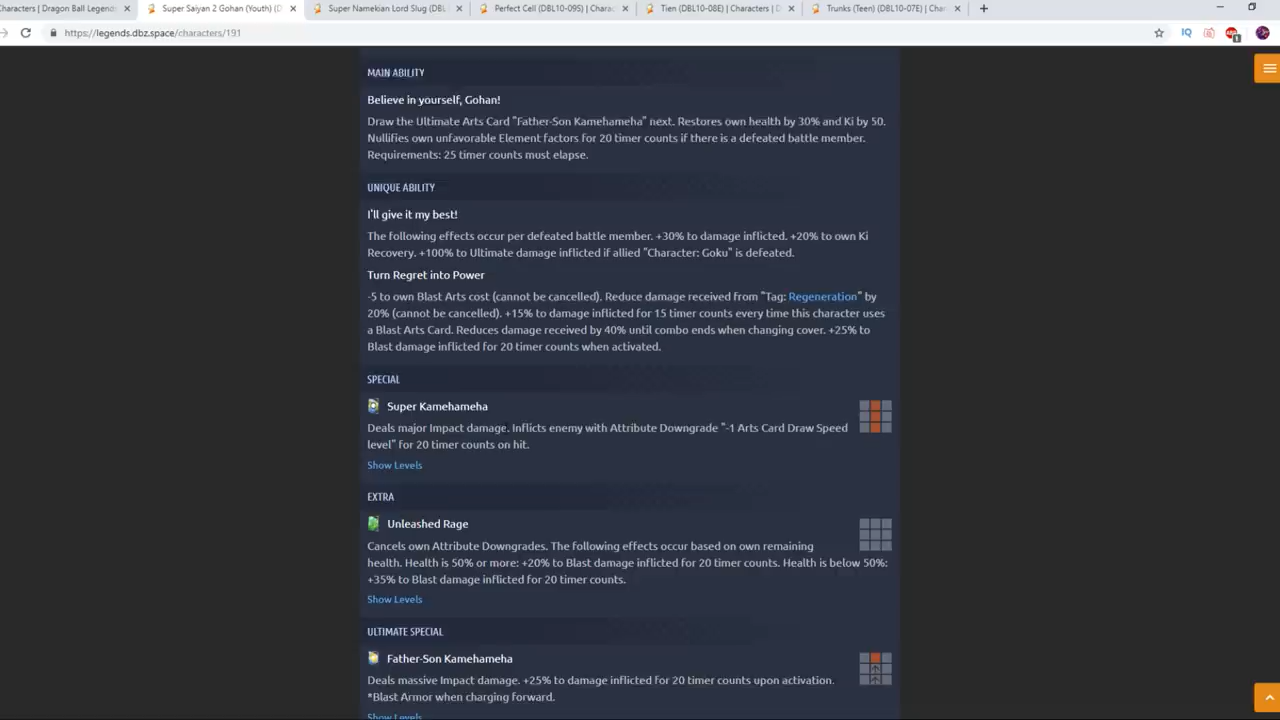 Characters | Dragon Ball Legends
Super Saiyan 2 Gohan (Youth) (D
Super Namekian Lord Slug (DBL
Perfect Cell (DBL10-09S) | Charac
Tien (DBL10-08E) | Characters | D
Trunks (Teen) (DBL10-07E) | Char
https://legends.dbz.space/characters/191
IQ
1
MAIN ABILITY
Believe in yourself, Gohan!
Draw the Ultimate Arts Card "Father-Son Kamehameha" next. Restores own health by 30% and Ki by 50.
Nullifies own unfavorable Element factors for 20 timer counts if there is a defeated battle member.
Requirements: 25 timer counts must elapse.
UNIQUE ABILITY
I'll give it my best!
The following effects occur per defeated battle member. +30% to damage inflicted. +20% to own Ki
Recovery. +100% to Ultimate damage inflicted if allied "Character: Goku" is defeated.
Turn Regret into Power
-5 to own Blast Arts cost (cannot be cancelled). Reduce damage received from "Tag: Regeneration" by
20% (cannot be cancelled). +15% to damage inflicted for 15 timer counts every time this character uses
a Blast Arts Card. Reduces damage received by 40% until combo ends when changing cover. +25% to
Blast damage inflicted for 20 timer counts when activated.
SPECIAL
Super Kamehameha
Deals major Impact damage. Inflicts enemy with Attribute Downgrade "-1 Arts Card Draw Speed
level" for 20 timer counts on hit.
Show Levels
EXTRA
Unleashed Rage
Cancels own Attribute Downgrades. The following effects occur based on own remaining
health. Health is 50% or more: +20% to Blast damage inflicted for 20 timer counts. Health is below 50%:
+35% to Blast damage inflicted for 20 timer counts.
Show Levels
ULTIMATE SPECIAL
Father-Son Kamehameha
Deals massive Impact damage. +25% to damage inflicted for 20 timer counts upon activation.
*Blast Armor when charging forward.
Show Levels